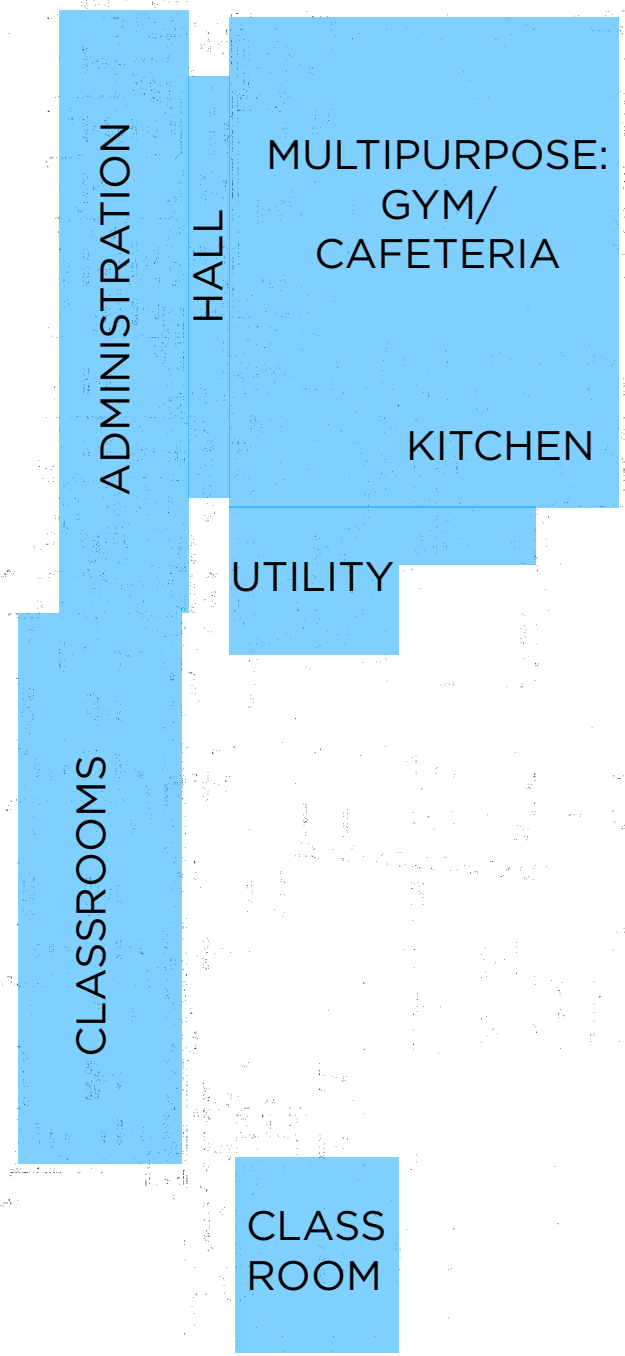 ADMINISTRATION
HALL
MULTIPURPOSE:
GYM/
CAFETERIA
KITCHEN
UTILITY
CLASSROOMS
CLASS
ROOM